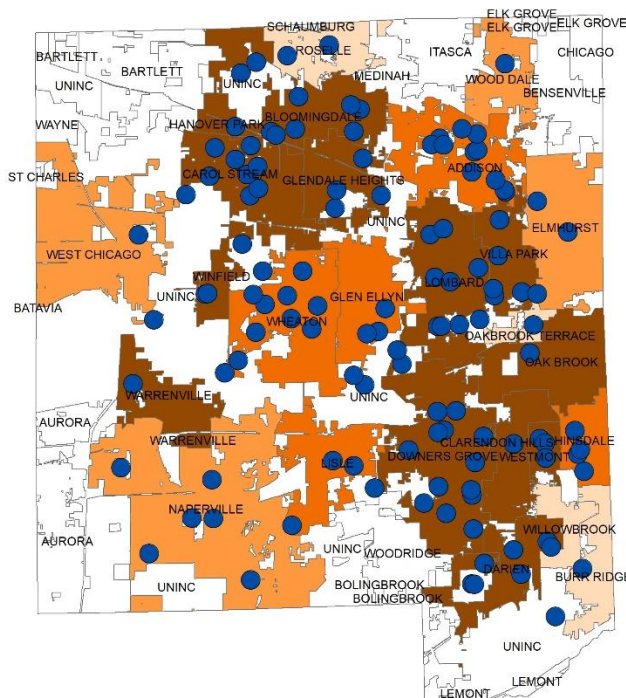 ELK GROVE
SCHAUMBURG
ELK GROVE
ELK GROVE
ROSELLE
BARTLETT
ITASCA
CHICAGO
BARTLETT
MEDINAH
UNINC
WOOD DALE
UNINC
BENSENVILLE
BLOOMINGDALE
WAYNE
HANOVER PARK
ADDISON
ST CHARLES
CAROL STREAM
GLENDALE HEIGHTS
UNINC
ELMHURST
WEST CHICAGO
VILLA PARK
WINFIELD
LOMBARD
UNINC
GLEN ELLYN
BATAVIA
WHEATON
OAKBROOK TERRACE
OAK BROOK
WARRENVILLE
UNINC
AURORA
WARRENVILLE
CLARENDON HILLS
HINSDALE
DOWNERS GROVE
WESTMONT
LISLE
NAPERVILLE
WILLOWBROOK
AURORA
UNINC
WOODRIDGE
DARIEN
BURR RIDGE
UNINC
BOLINGBROOK
BOLINGBROOK
UNINC
LEMONT
LEMONT